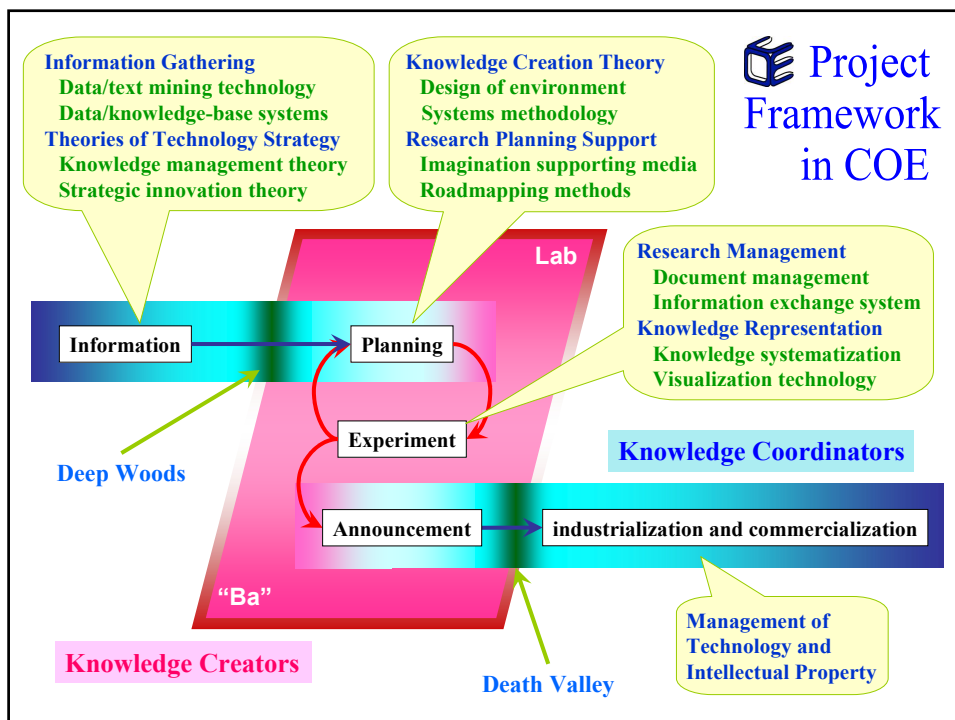 Project
Framework
in COE
Information Gathering
Data/text mining technology
Data/knowledge-base systems
Theories of Technology Strategy
Knowledge management theory
Strategic innovation theory
Knowledge Creation Theory
Design of environment
Systems methodology
Research Planning Support
Imagination supporting media
Roadmapping methods
Lab
Research Management
Document management
Information exchange system
Knowledge Representation
Knowledge systematization
Visualization technology
Information
Planning
Experiment
Deep Woods
Knowledge Coordinators
Announcement
industrialization and commercialization
“Ba”
Management of
Technology and
Intellectual Property
Knowledge Creators
Death Valley